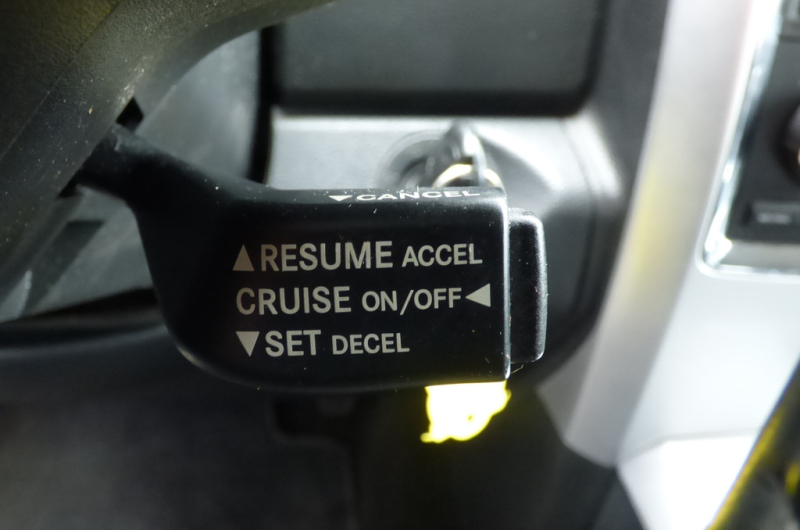 ▼CANCEL
▲RESUME ACCEL
CRUISE ON/OFF◀
▼SET DECEL